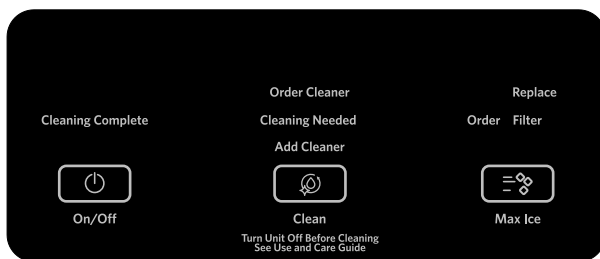 Order Cleaner
Replace
Cleaning Complete
Cleaning Needed
Order Filter
Add Cleaner
On/Off
Clean
Max Ice
Turn Unit Off Before Cleaning
See Use and Care Guide